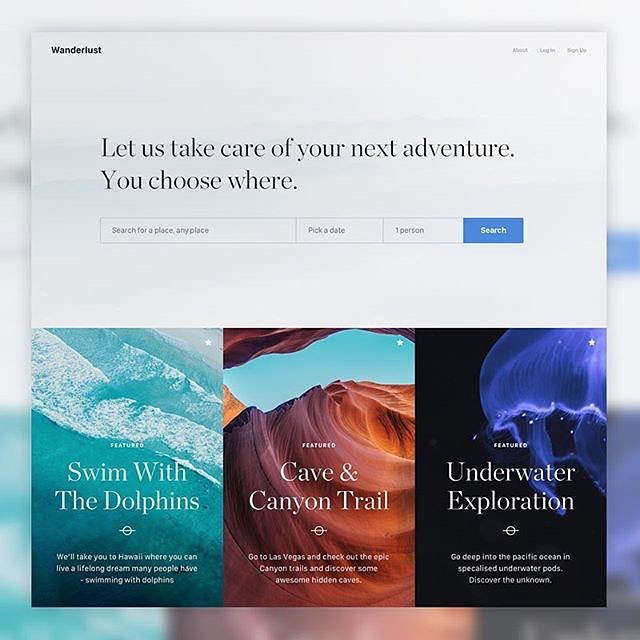 Wanderlust
About Log In Sign Up
Let us take care of your next adventure.
You choose where.
Search for a place, any place Pick a date 1 person Search
FEATURED
Swim With
The Dolphins
We'll take you to Hawaii where you can
live a lifelong dream many people have
- swimming with dolphins
FEATURED
Cave &
Canyon Trail
Go to Las Vegas and check out the epic
Canyon trails and discover some
awesome hidden caves.
FEATURED
Underwater
Exploration
Go deep into the pacific ocean in
specalised underwater pods.
Discover the unknown.